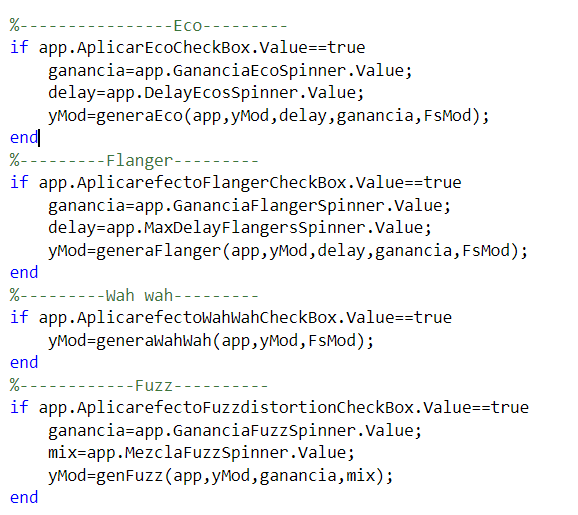 %----------------Eco---------
if app.AplicarEcoCheckBox.Value==true
    ganancia=app.GananciaEcoSpinner.Value;
    delay=app.DelayEcosSpinner.Value;
    yMod=generaEco(app,yMod,delay,ganancia,FsMod);
end
%---------Flanger---------
if app.AplicarefectoFlangerCheckBox.Value==true
    ganancia=app.GananciaFlangerSpinner.Value;
    delay=app.MaxDelayFlangersSpinner.Value;
    yMod=generaFlanger(app,yMod,delay,ganancia,FsMod);
end
%---------Wah wah---------
if app.AplicarefectoWahWahCheckBox.Value==true
    yMod=generaWahWah(app,yMod,FsMod);
end
%------------Fuzz----------
if app.AplicarefectoFuzzdistortionCheckBox.Value==true
    ganancia=app.GananciaFuzzSpinner.Value;
    mix=app.MezclaFuzzSpinner.Value;
    yMod=genFuzz(app,yMod,ganancia,mix);
end